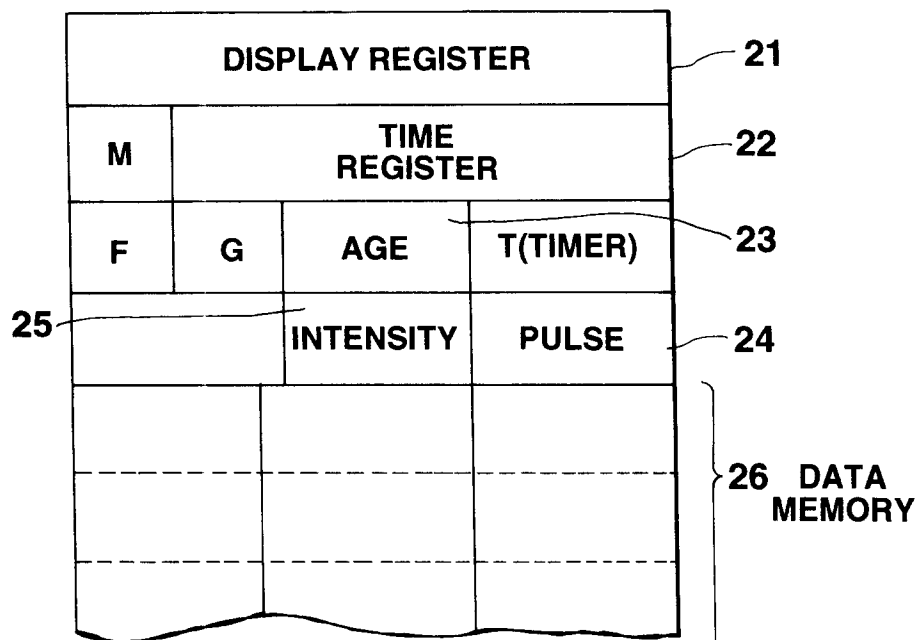 DISPLAY REGISTER 21
M TIME REGISTER 22
F G AGE T(TIMER) 23
25 INTENSITY PULSE 24
26 DATA
MEMORY